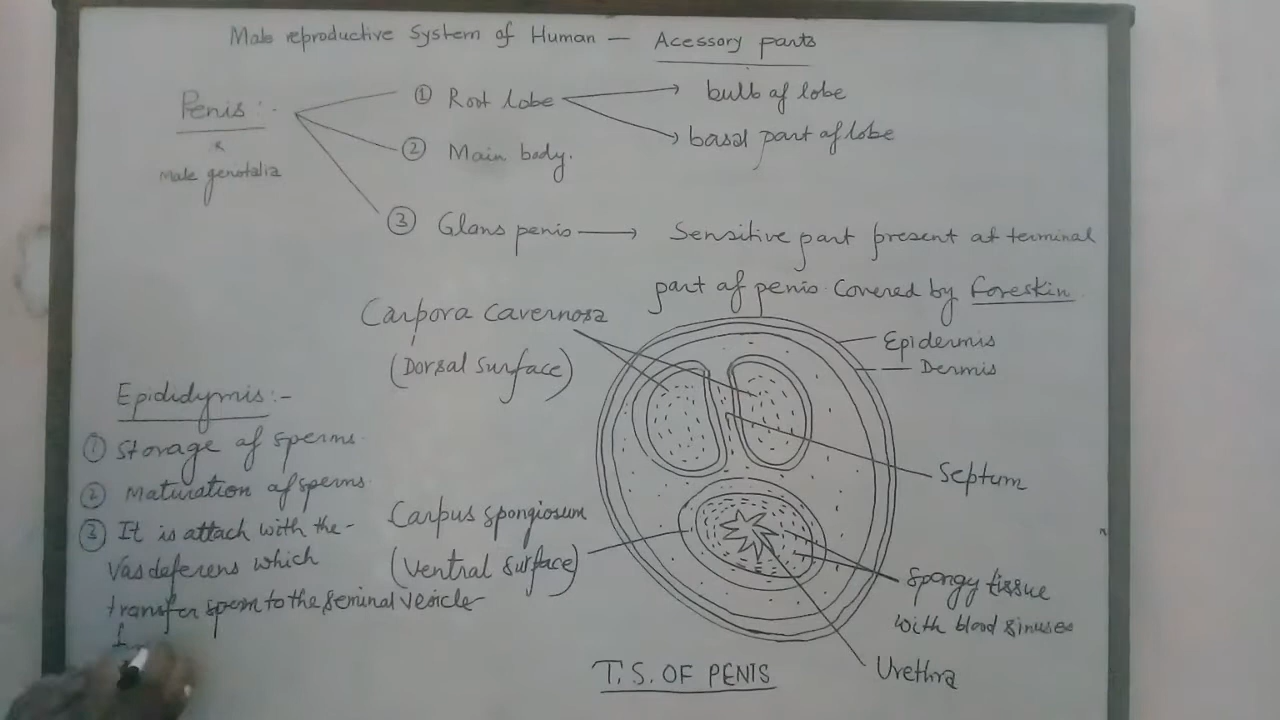 Male reproductive System of Human — Acessory parts
Penis :-
male genotalia
① Root lobe
bulb of lobe
basal part of lobe
② Main body.
③ Glans penis
Sensitive part present at terminal
part of penis covered by foreskin
Carpora cavernosa
(Dorsal surface)
Epidermis
Dermis
Septum
Carpus spongiosum
(ventral surface)
Spongy tissue
with blood sinuses
Urethra
T.S. OF PENIS
Epididymis :-
① Storage of sperms.
② Maturation of sperms
③ It is attach with the-
Vas deferens which
transfer sperm to the seminal vesicle